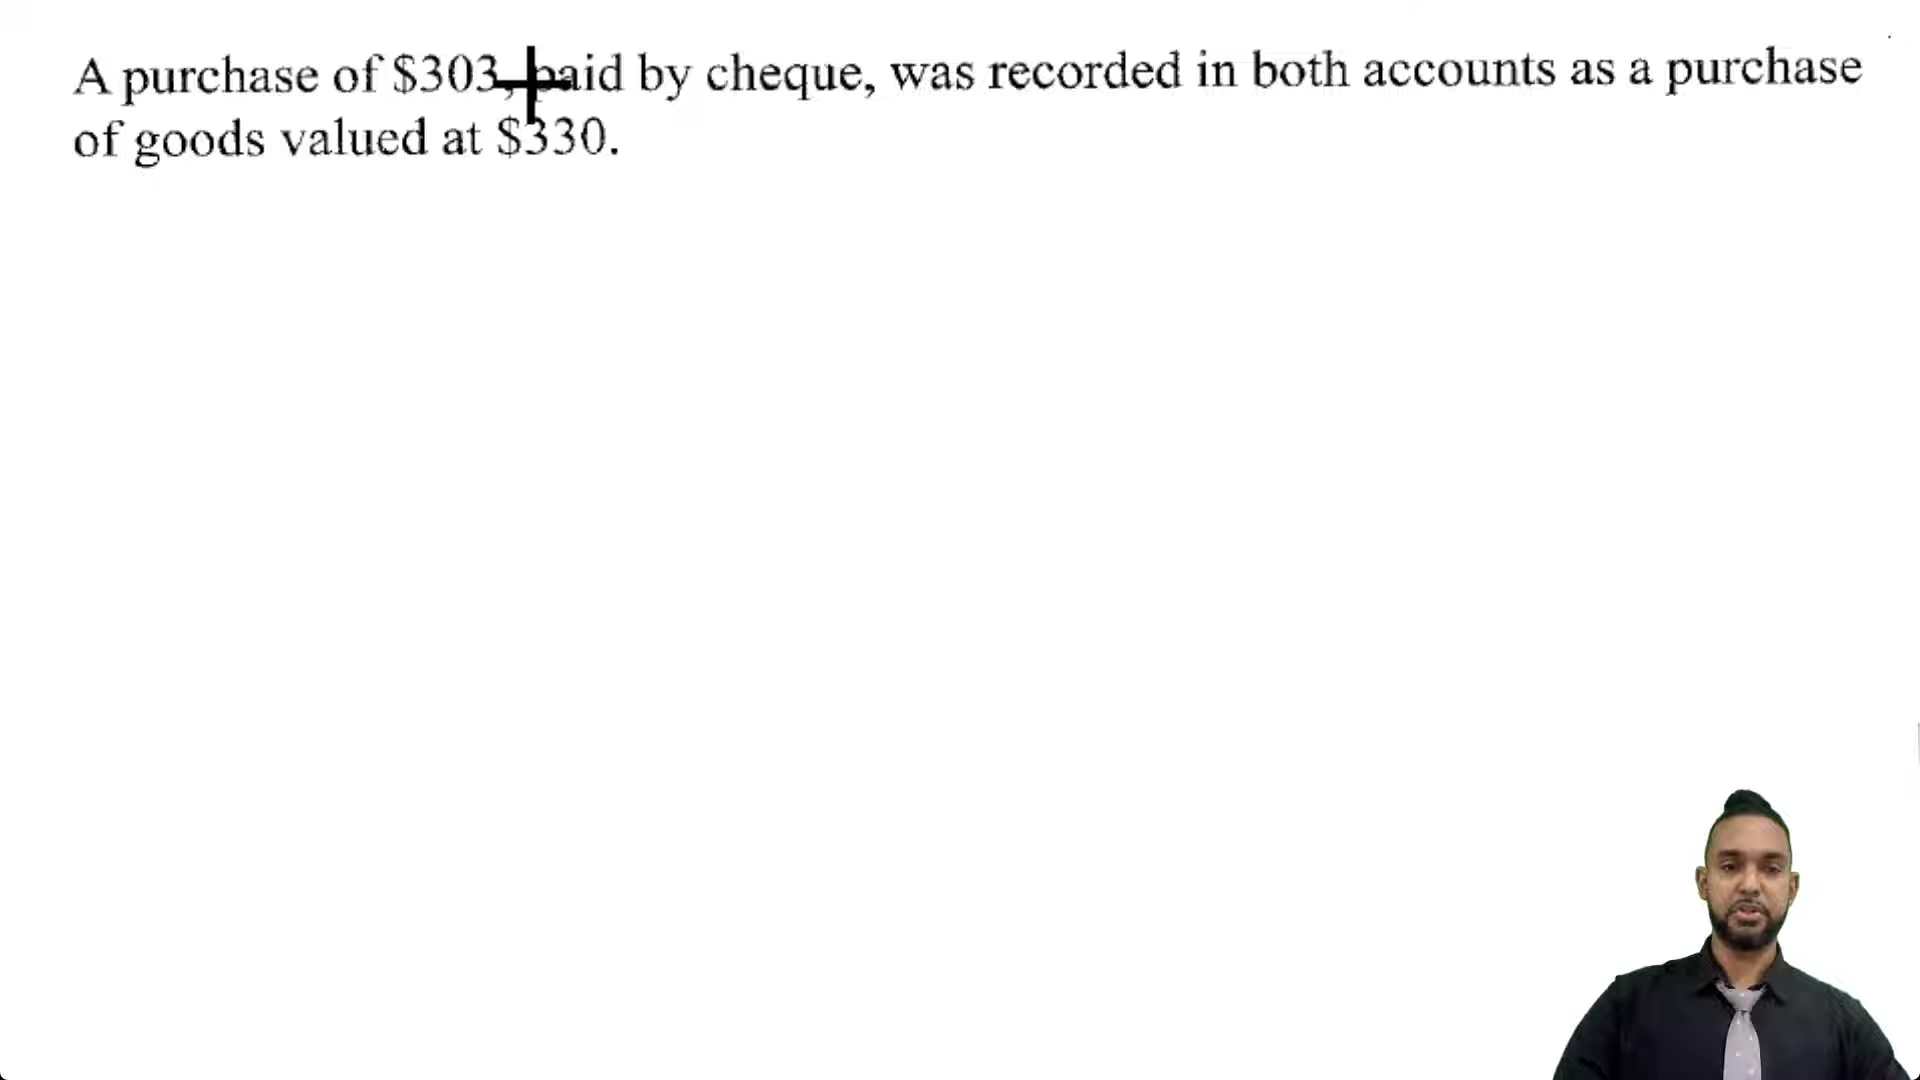 A purchase of $303, paid by cheque, was recorded in both accounts as a purchase
of goods valued at $330.